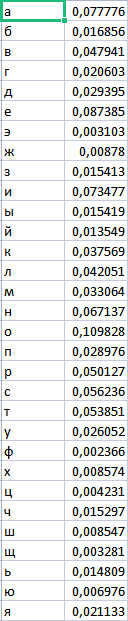 а 0,077776
б 0,016856
в 0,047941
г 0,020603
д 0,029395
е 0,087385
э 0,003103
ж 0,00878
з 0,015413
и 0,073477
ы 0,015419
й 0,013549
к 0,037569
л 0,042051
м 0,033064
н 0,067137
о 0,109828
п 0,028976
р 0,050127
с 0,056236
т 0,053851
у 0,026052
ф 0,002366
х 0,008574
ц 0,004231
ч 0,015297
ш 0,008547
щ 0,003281
ь 0,014809
ю 0,006976
я 0,021133